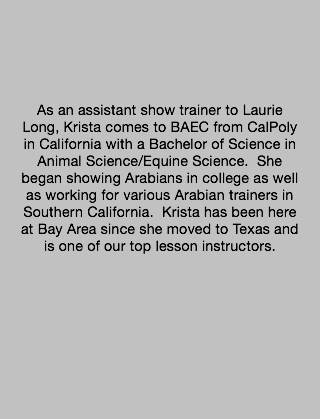 As an assistant show trainer to Laurie
Long, Krista comes to BAEC from CalPoly
in California with a Bachelor of Science in
Animal Science/Equine Science.  She
began showing Arabians in college as well
as working for various Arabian trainers in
Southern California.  Krista has been here
at Bay Area since she moved to Texas and
is one of our top lesson instructors.